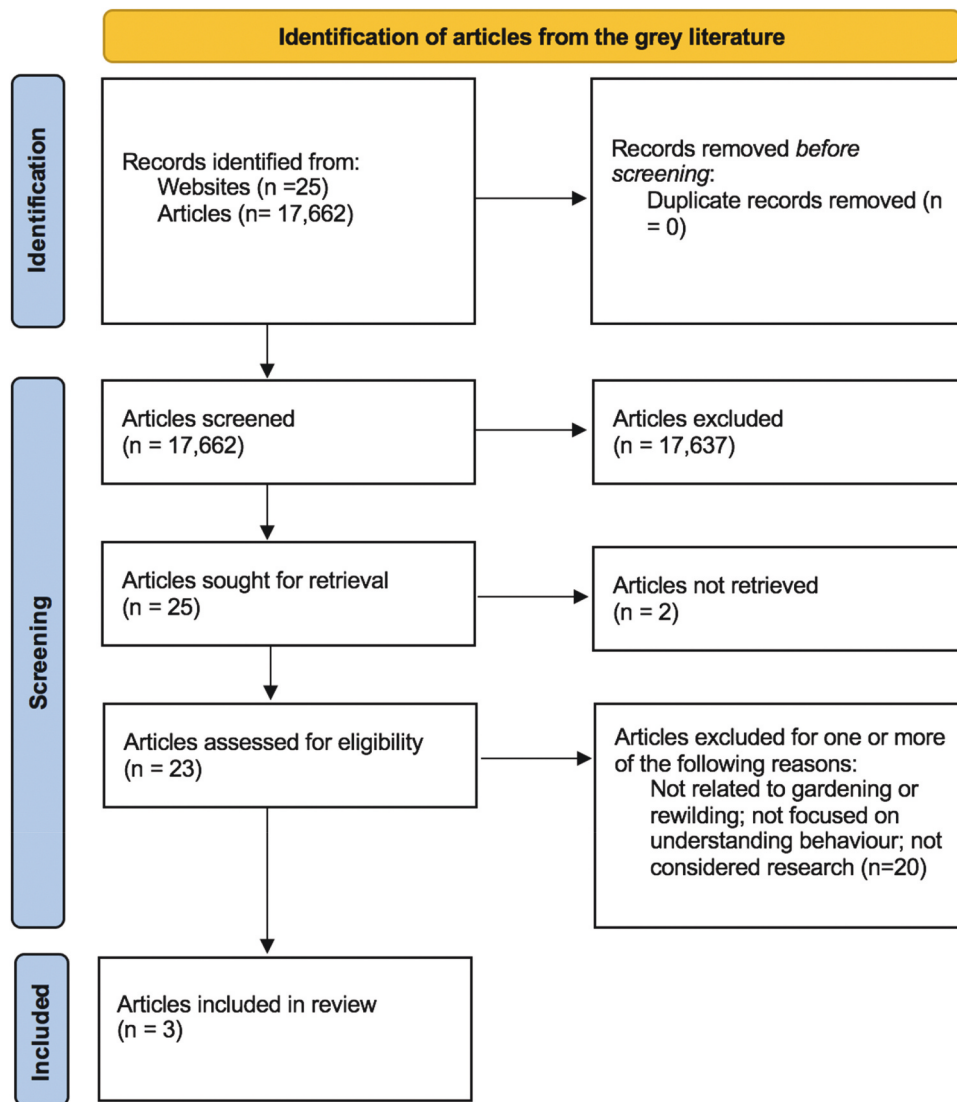 Identification of articles from the grey literature
Identification
Records identified from:
Websites (n =25)
Articles (n= 17,662)
Records removed before
screening:
Duplicate records removed (n
= 0)
Screening
Articles screened
(n = 17,662)
Articles excluded
(n = 17,637)
Articles sought for retrieval
(n = 25)
Articles not retrieved
(n = 2)
Articles assessed for eligibility
(n = 23)
Articles excluded for one or more
of the following reasons:
Not related to gardening or
rewilding; not focused on
understanding behaviour; not
considered research (n=20)
Included
Articles included in review
(n = 3)